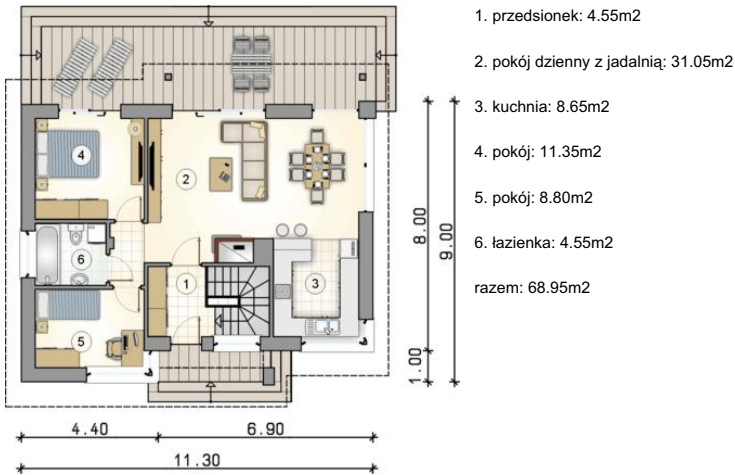 1. przedsionek: 4.55m2
2. pokój dzienny z jadalnią: 31.05m2
3. kuchnia: 8.65m2
4. pokój: 11.35m2
5. pokój: 8.80m2
6. łazienka: 4.55m2
razem: 68.95m2
4
2
6
1
3
5
8.00
9.00
1.00
4.40
6.90
11.30